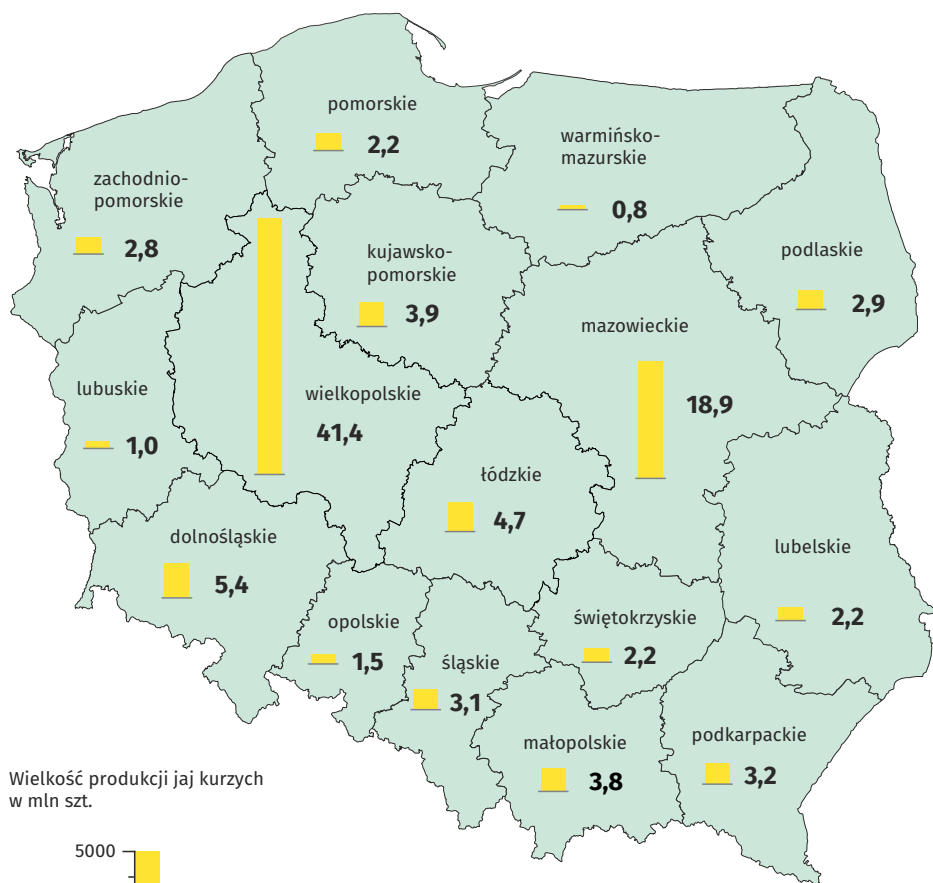 pomorskie
2,2
warmińsko-
mazurskie
0,8
zachodnio-
pomorskie
2,8
kujawsko-
pomorskie
3,9
podlaskie
2,9
mazowieckie
18,9
lubuskie
1,0
wielkopolskie
41,4
łódzkie
4,7
dolnośląskie
5,4
lubelskie
2,2
opolskie
1,5
świętokrzyskie
2,2
śląskie
3,1
małopolskie
3,8
podkarpackie
3,2
Wielkość produkcji jaj kurzych
w mln szt.
5000